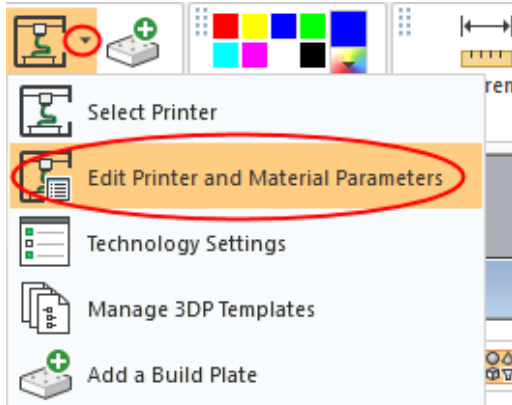 Select Printer
Edit Printer and Material Parameters
Technology Settings
Manage 3DP Templates
Add a Build Plate